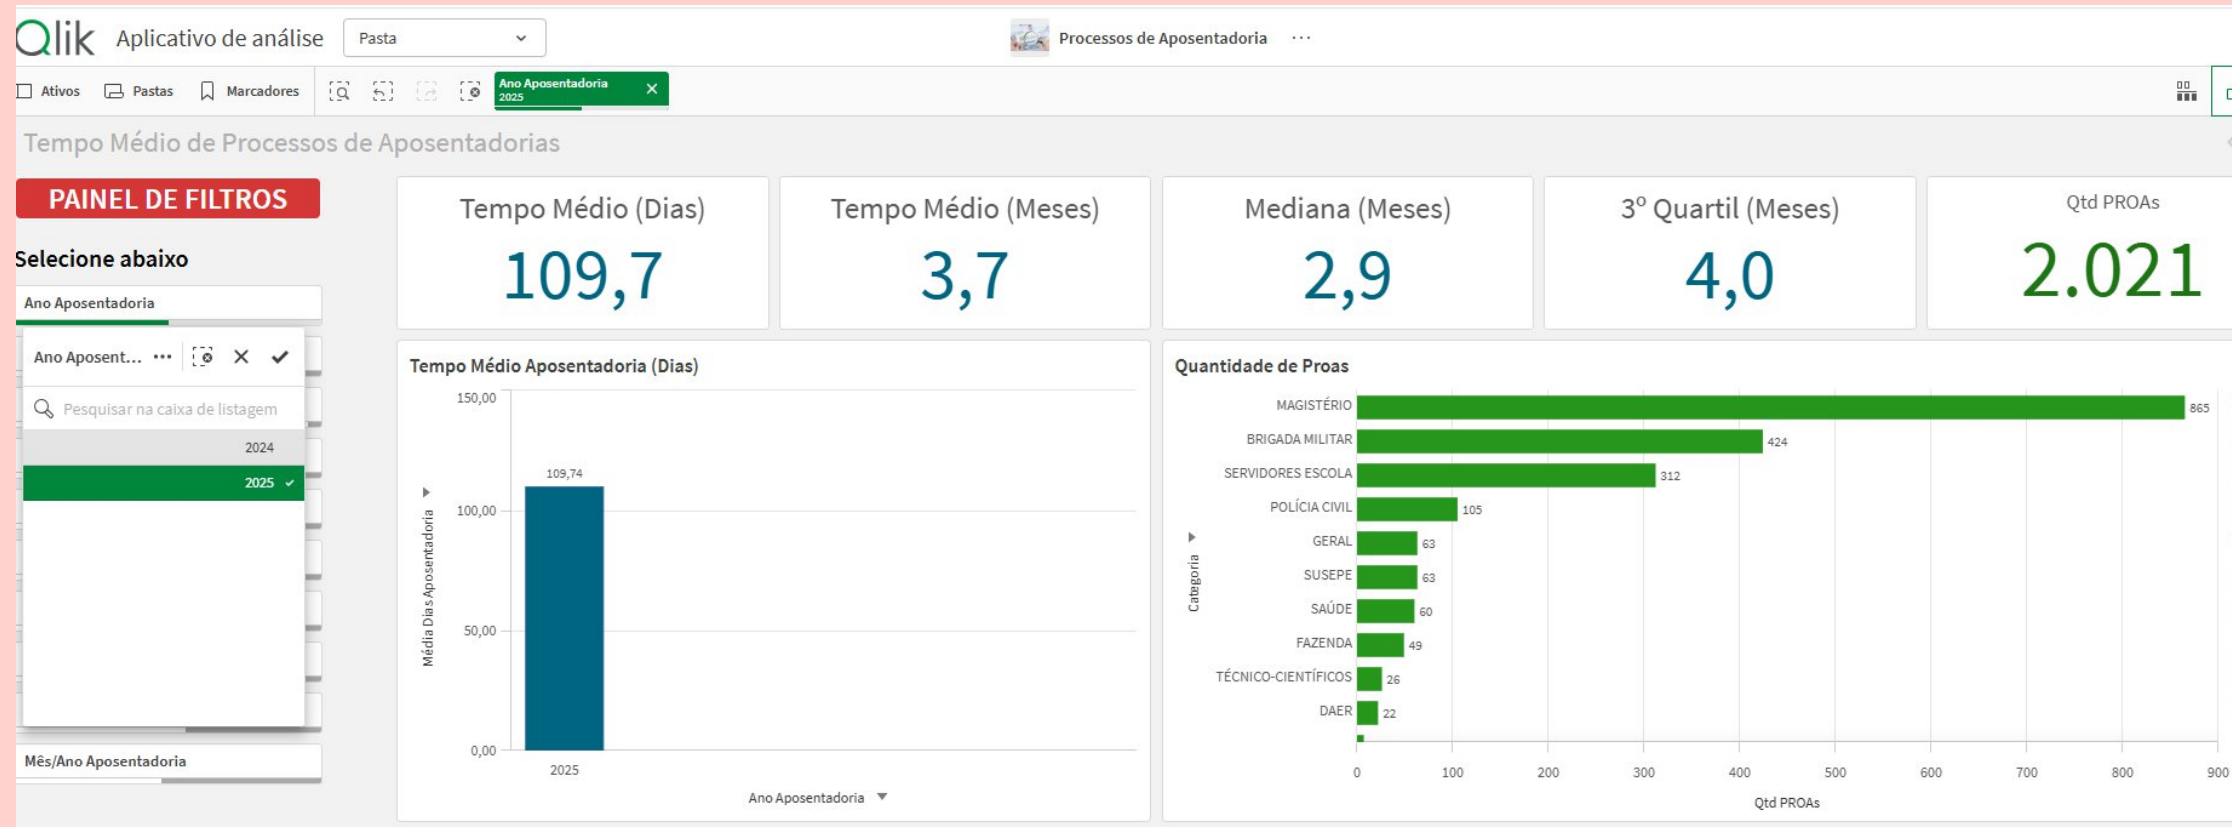 Qlik Aplicativo de análise Pasta Processos de Aposentadoria ...
Ativos Pastas Marcadores Ano Aposentadoria
2025
Tempo Médio de Processos de Aposentadorias
PAINEL DE FILTROS
Selecione abaixo
Ano Aposentadoria
Ano Aposent... ...
Pesquisar na caixa de listagem
2024
2025
Mês/Ano Aposentadoria
Tempo Médio (Dias)
109,7
Tempo Médio (Meses)
3,7
Mediana (Meses)
2,9
3º Quartil (Meses)
4,0
Qtd PROAs
2.021
Tempo Médio Aposentadoria (Dias)
Média Dias Aposentadoria
150,00
100,00
50,00
0,00
109,74
2025
Ano Aposentadoria
Quantidade de Proas
Categoria
MAGISTÉRIO 865
BRIGADA MILITAR 424
SERVIDORES ESCOLA 312
POLÍCIA CIVIL 105
GERAL 63
SUSEPE 63
SAÚDE 60
FAZENDA 49
TÉCNICO-CIENTÍFICOS 26
DAER 22
0 100 200 300 400 500 600 700 800 900
Qtd PROAs